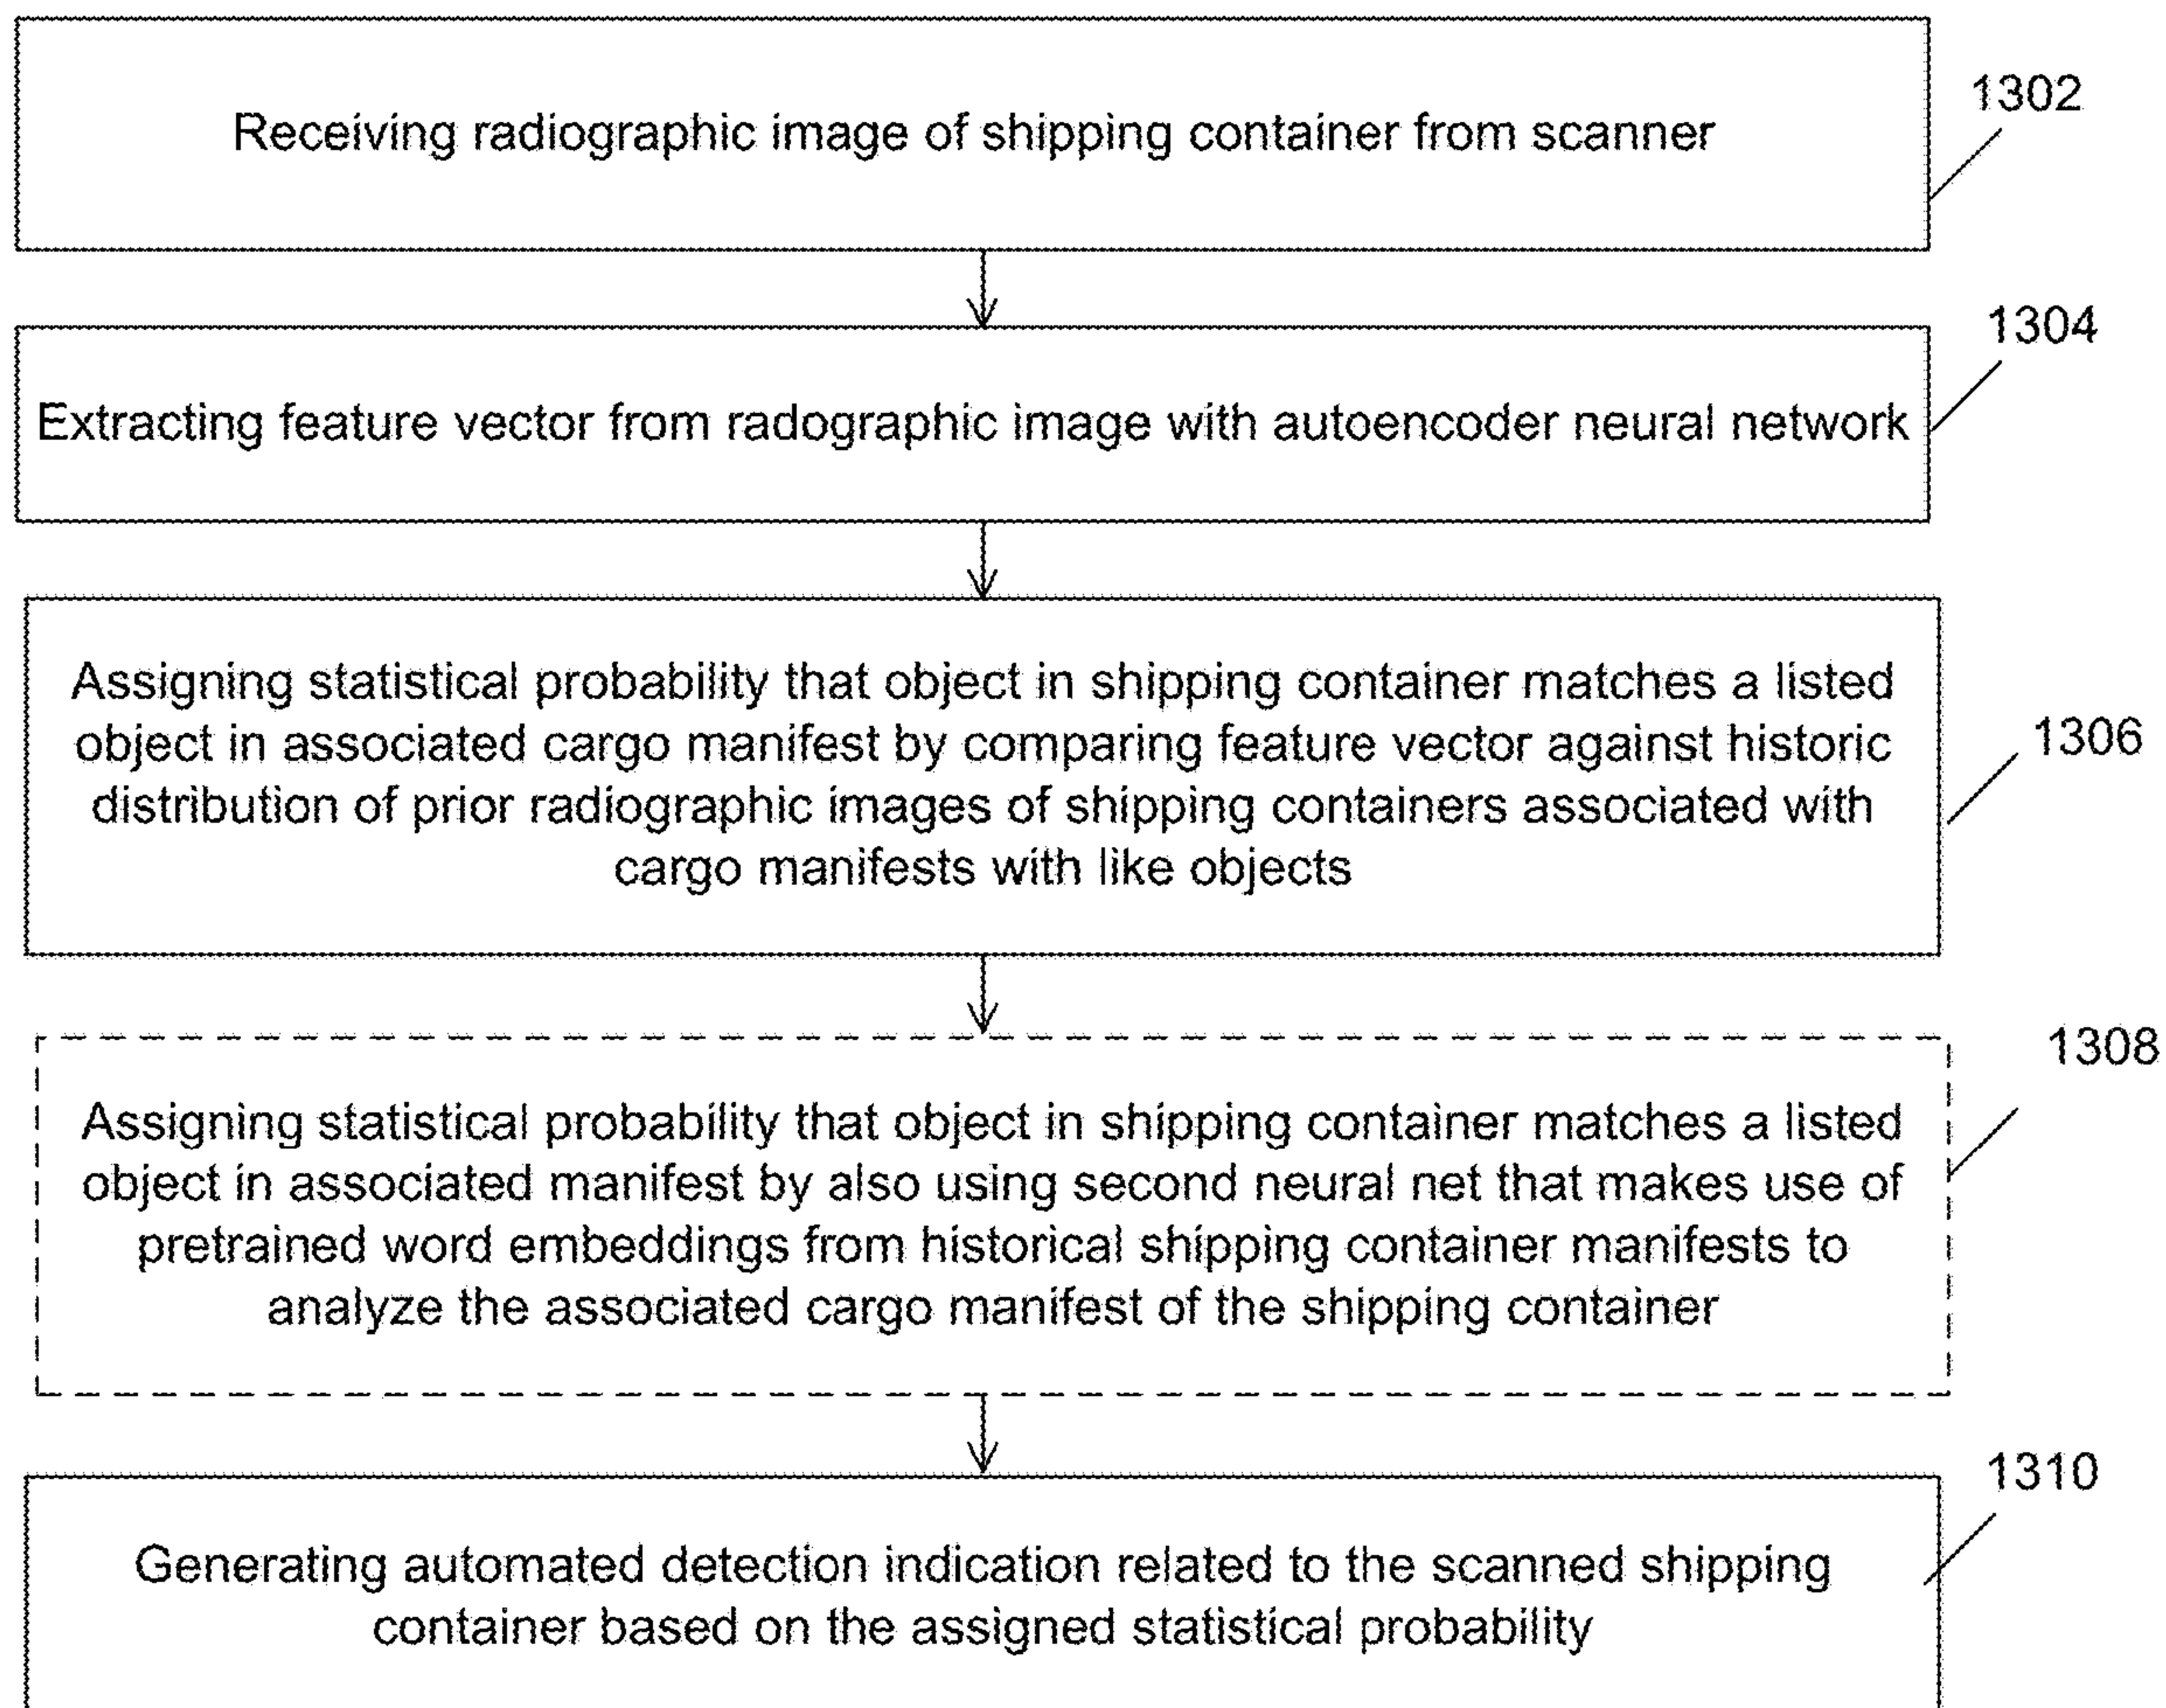 Receiving radiographic image of shipping container from scanner
1302
1304
Extracting feature vector from radographic image with autoencoder neural network
Assigning statistical probability that object in shipping container matches a listed
object in associated cargo manifest by comparing feature vector against historic
distribution of prior radiographic images of shipping containers associated with
cargo manifests with like objects
1306
1308
Assigning statistical probability that object in shipping container matches a listed
object in associated manifest by also using second neural net that makes use of
pretrained word embeddings from historical shipping container manifests to
analyze the associated cargo manifest of the shipping container
1310
Generating automated detection indication related to the scanned shipping
container based on the assigned statistical probability